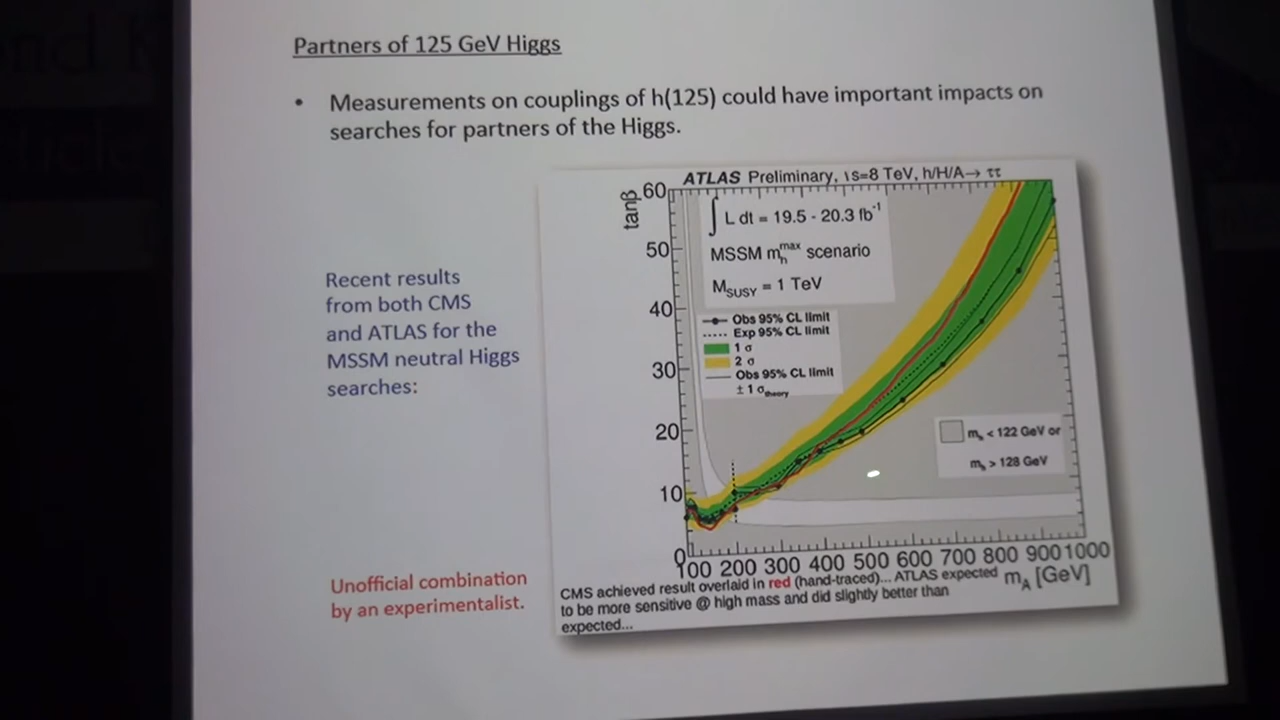 Partners of 125 GeV Higgs
• Measurements on couplings of h(125) could have important impacts on
searches for partners of the Higgs.
Recent results
from both CMS
and ATLAS for the
MSSM neutral Higgs
searches:
Unofficial combination
by an experimentalist.
ATLAS Preliminary, √s=8 TeV, h/H/A→ ττ
tanβ
60
50
40
30
20
10
0
∫ L dt = 19.5 - 20.3 fb⁻¹
MSSM m_h^max scenario
M_SUSY = 1 TeV
Obs 95% CL limit
Exp 95% CL limit
1 σ
2 σ
Obs 95% CL limit
± 1 σ_theory
m_h < 122 GeV or
m_h > 128 GeV
100 200 300 400 500 600 700 800 900 1000
m_A [GeV]
CMS achieved result overlaid in red (hand-traced)... ATLAS expected
to be more sensitive @ high mass and did slightly better than
expected...